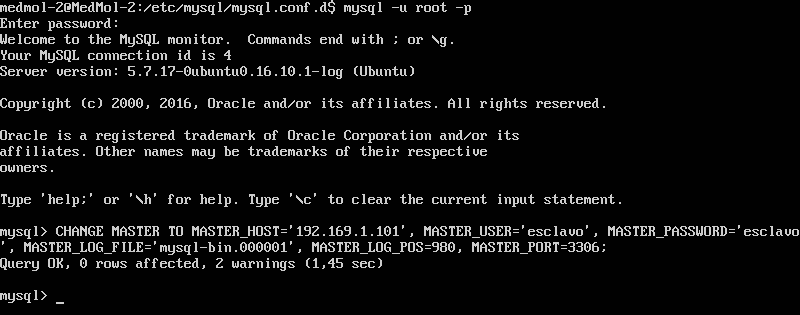 medmol-2@MedMol-2:/etc/mysql/mysql.conf.d$ mysql -u root -p
Enter password:
Welcome to the MySQL monitor.  Commands end with ; or \g.
Your MySQL connection id is 4
Server version: 5.7.17-0ubuntu0.16.10.1-log (Ubuntu)

Copyright (c) 2000, 2016, Oracle and/or its affiliates. All rights reserved.

Oracle is a registered trademark of Oracle Corporation and/or its
affiliates. Other names may be trademarks of their respective
owners.

Type 'help;' or '\h' for help. Type '\c' to clear the current input statement.

mysql> CHANGE MASTER TO MASTER_HOST='192.169.1.101', MASTER_USER='esclavo', MASTER_PASSWORD='esclavo
', MASTER_LOG_FILE='mysql-bin.000001', MASTER_LOG_POS=980, MASTER_PORT=3306;
Query OK, 0 rows affected, 2 warnings (1,45 sec)

mysql> _